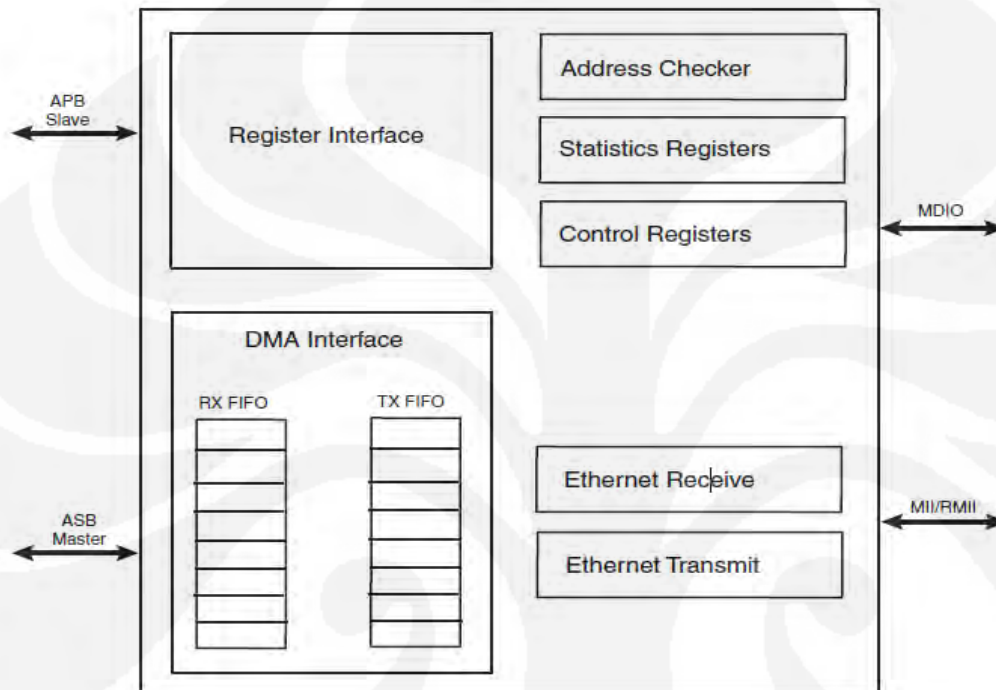 APB
Slave
Register Interface
Address Checker
Statistics Registers
Control Registers
MDIO
DMA Interface
RX FIFO
TX FIFO
ASB
Master
Ethernet Receive
Ethernet Transmit
MII/RMII